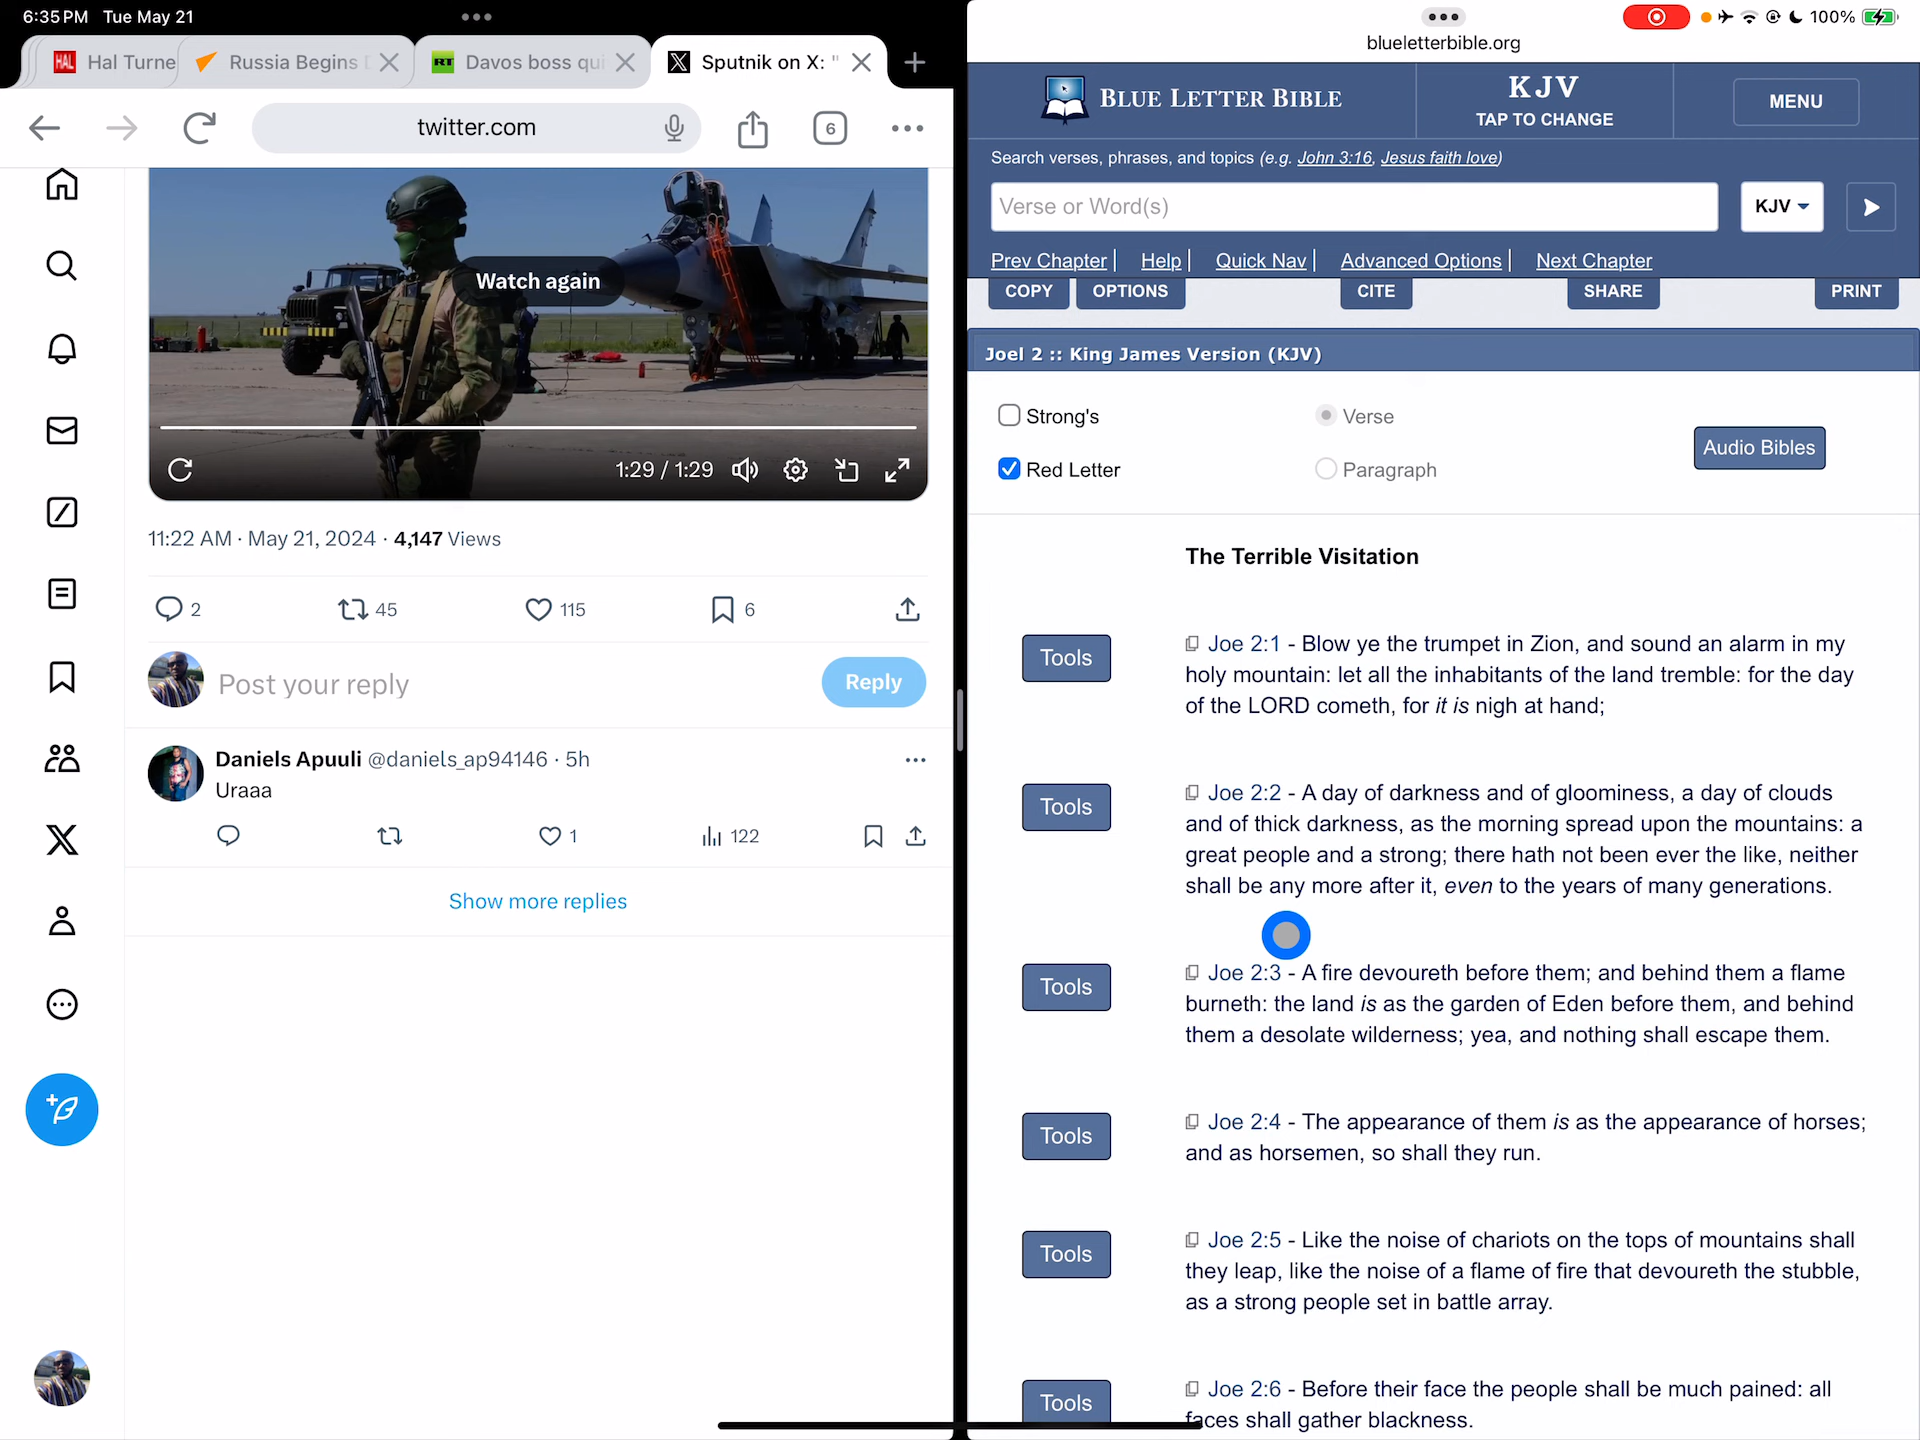 6:35 PM Tue May 21
HAL Hal Turne
Russia Begins D
RT Davos boss qui
Sputnik on X: "
twitter.com
6
Watch again
1:29 / 1:29
11:22 AM · May 21, 2024 · 4,147 Views
2 45 115 6
Post your reply
Reply
Daniels Apuuli @daniels_ap94146 · 5h
Uraaa
1 122
Show more replies
100%
blueletterbible.org
BLUE LETTER BIBLE
KJV
TAP TO CHANGE
MENU
Search verses, phrases, and topics (e.g. John 3:16, Jesus faith love)
Verse or Word(s)
KJV
Prev Chapter | Help | Quick Nav | Advanced Options | Next Chapter
COPY OPTIONS CITE SHARE PRINT
Joel 2 :: King James Version (KJV)
Strong's Verse
Red Letter Paragraph
Audio Bibles
The Terrible Visitation
Tools
Joe 2:1 - Blow ye the trumpet in Zion, and sound an alarm in my
holy mountain: let all the inhabitants of the land tremble: for the day
of the LORD cometh, for it is nigh at hand;
Tools
Joe 2:2 - A day of darkness and of gloominess, a day of clouds
and of thick darkness, as the morning spread upon the mountains: a
great people and a strong; there hath not been ever the like, neither
shall be any more after it, even to the years of many generations.
Tools
Joe 2:3 - A fire devoureth before them; and behind them a flame
burneth: the land is as the garden of Eden before them, and behind
them a desolate wilderness; yea, and nothing shall escape them.
Tools
Joe 2:4 - The appearance of them is as the appearance of horses;
and as horsemen, so shall they run.
Tools
Joe 2:5 - Like the noise of chariots on the tops of mountains shall
they leap, like the noise of a flame of fire that devoureth the stubble,
as a strong people set in battle array.
Tools
Joe 2:6 - Before their face the people shall be much pained: all
faces shall gather blackness.